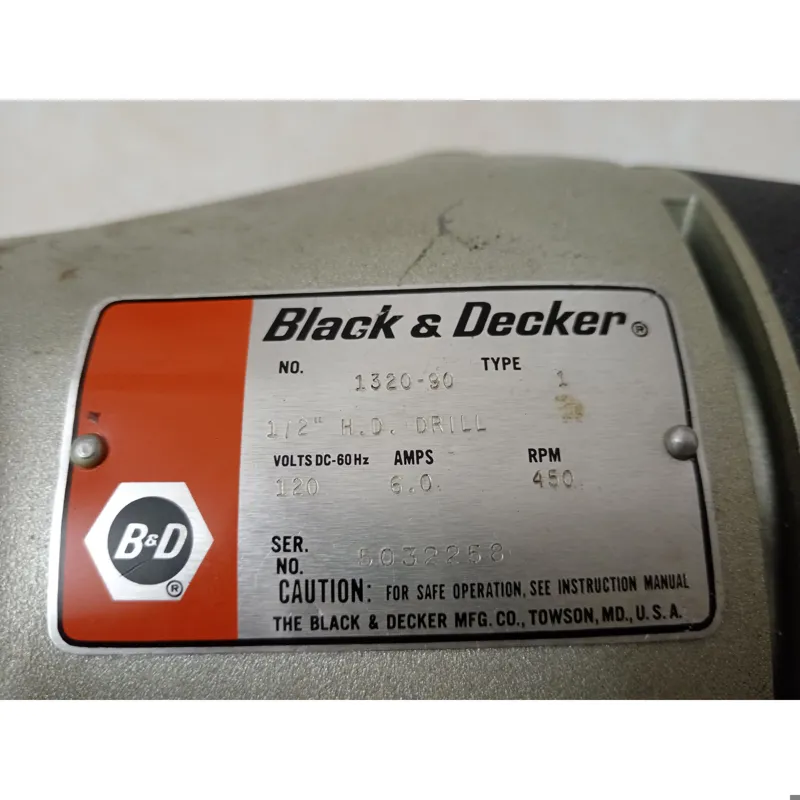 Black & Decker®
NO. 1320-90 TYPE 1
1/2" H.D. DRILL
VOLTS DC-60Hz AMPS RPM
120 6.0 450
SER.
NO. 5032258
CAUTION: FOR SAFE OPERATION, SEE INSTRUCTION MANUAL
THE BLACK & DECKER MFG. CO., TOWSON, MD., U.S.A.
B&D®